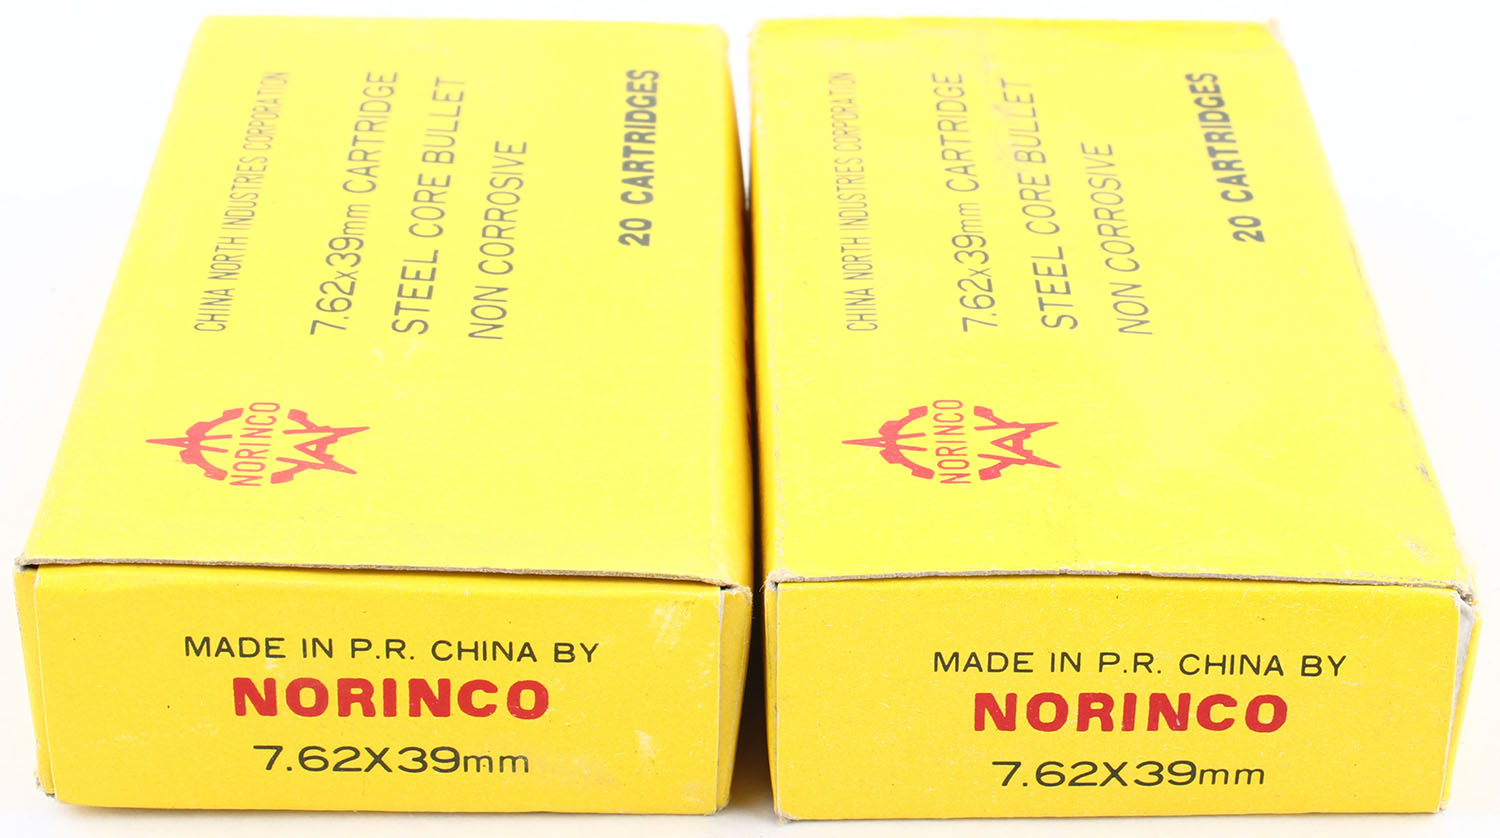 CHINA NORTH INDUSTRIES CORPORATION
7.62x39mm CARTRIDGE
STEEL CORE BULLET
NON CORROSIVE
20 CARTRIDGES
NORINCO
MADE IN P.R. CHINA BY
NORINCO
7.62X39mm
CHINA NORTH INDUSTRIES CORPORATION
7.62x39mm CARTRIDGE
STEEL CORE BULLET
NON CORROSIVE
20 CARTRIDGES
NORINCO
MADE IN P.R. CHINA BY
NORINCO
7.62X39mm